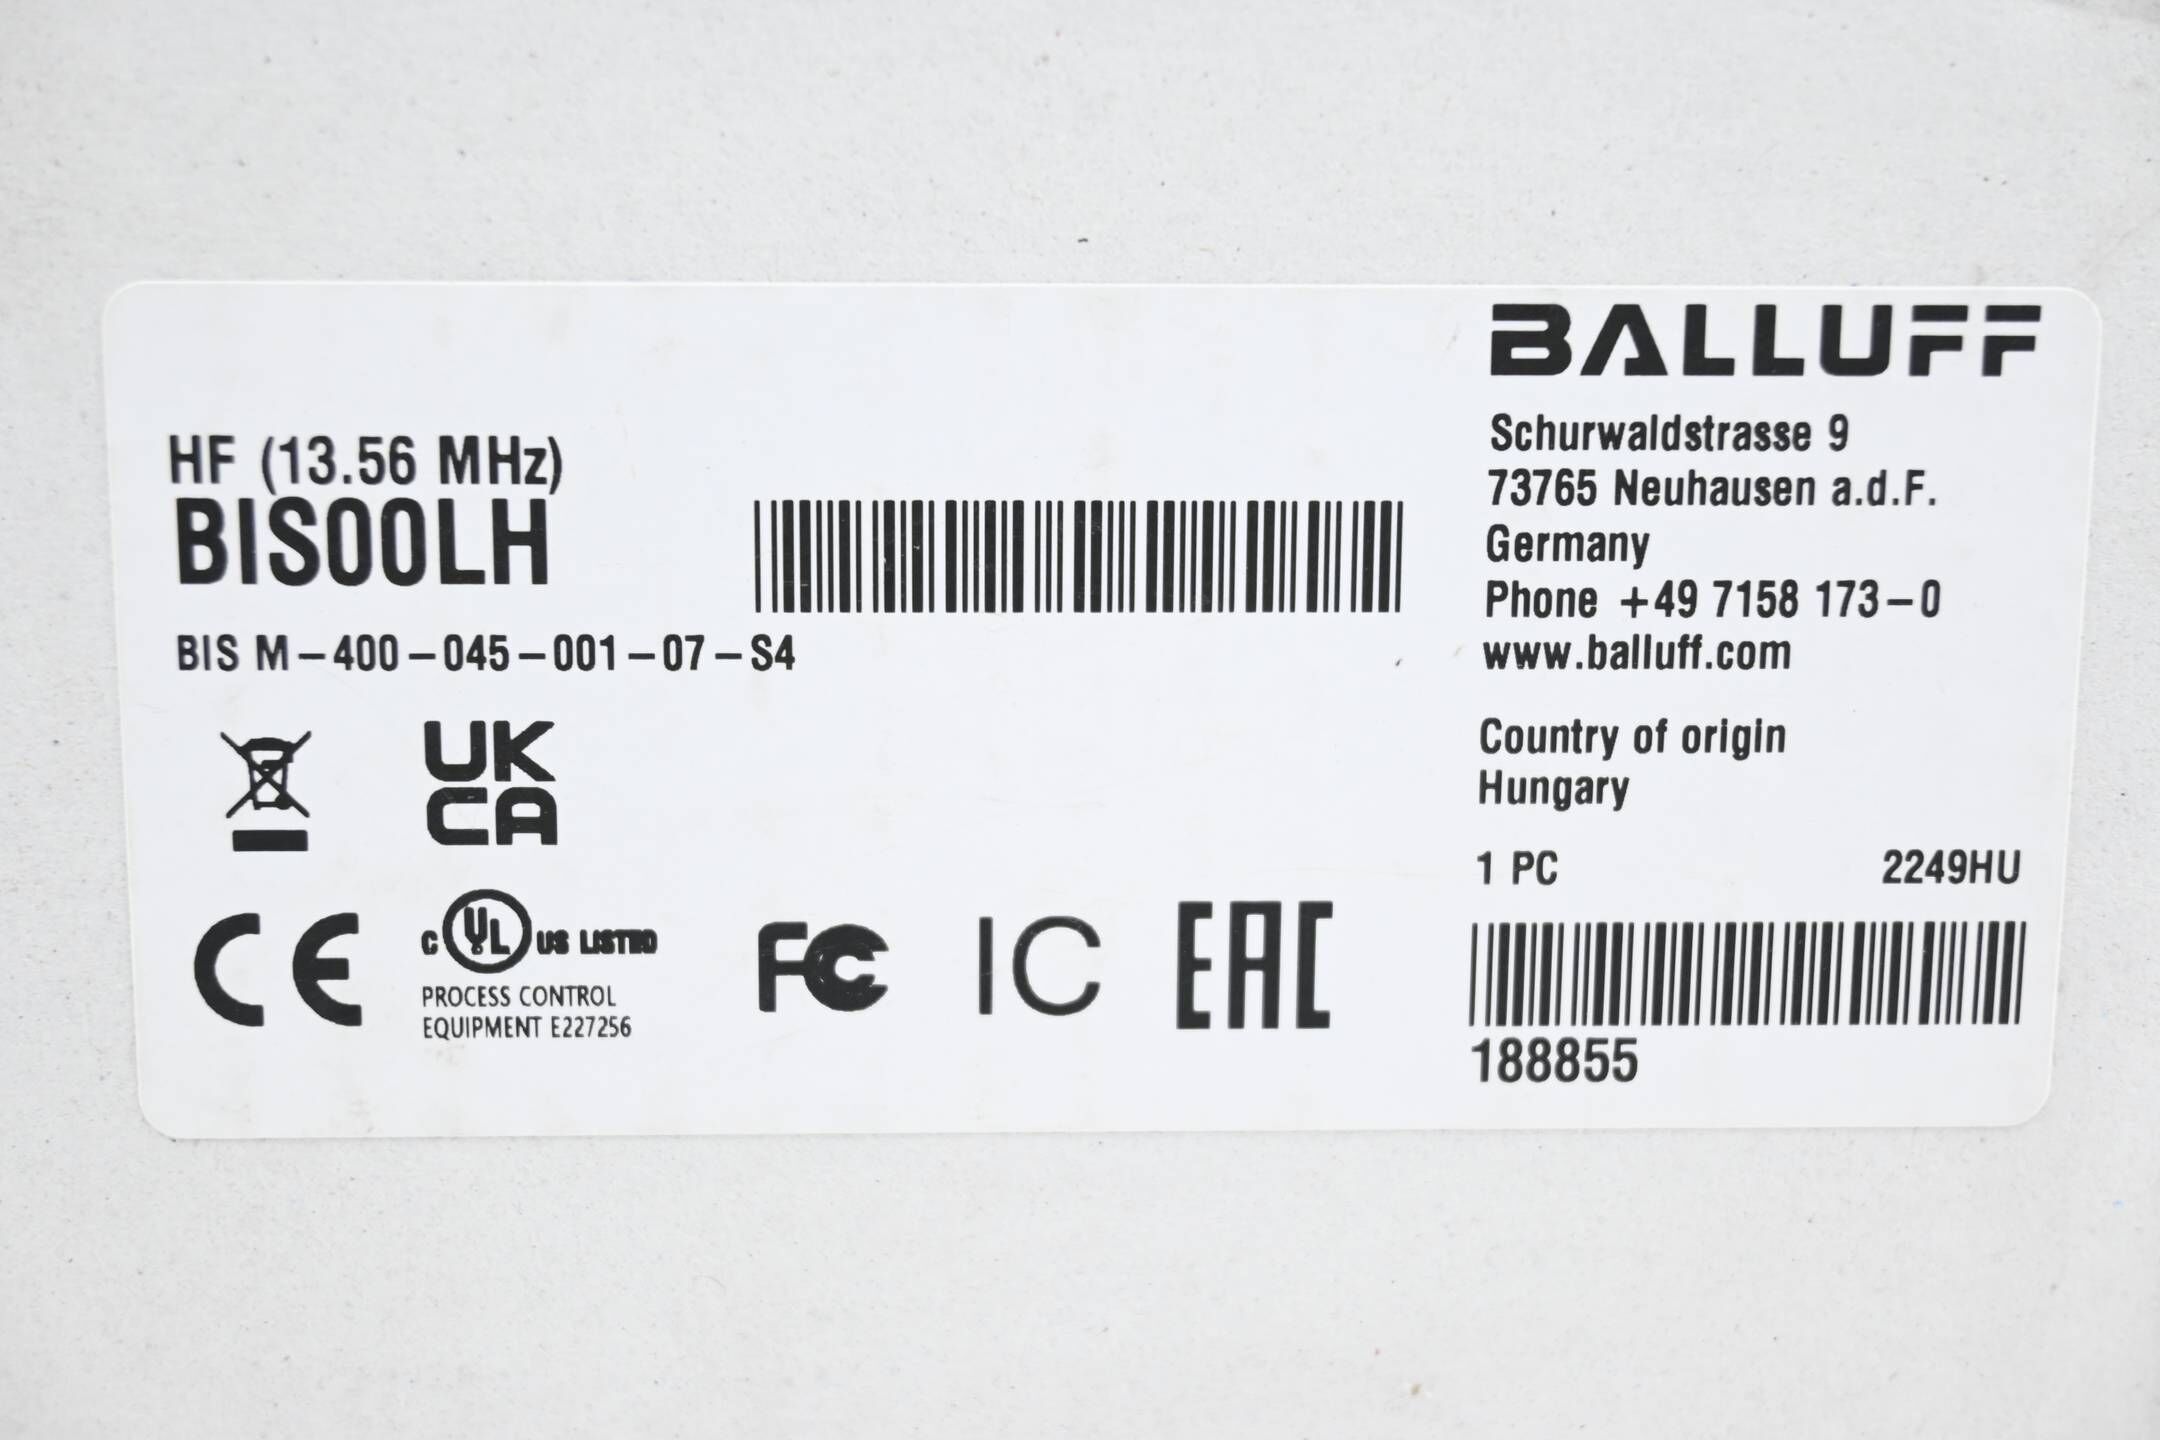 BALLUFF
HF (13.56 MHz)
BIS00LH
BIS M-400-045-001-07-S4
Schurwaldstrasse 9
73765 Neuhausen a.d.F.
Germany
Phone +49 7158 173-0
www.balluff.com
Country of origin
Hungary
1 PC 2249HU
188855
UK
CA
CE
C UL US LISTED
PROCESS CONTROL
EQUIPMENT E227256
FC
IC
EAC